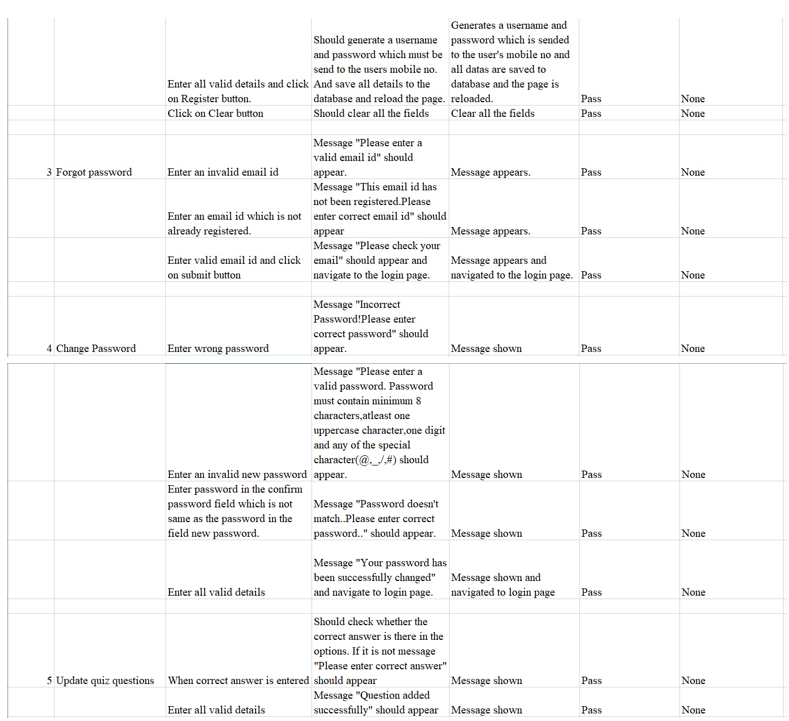 Enter all valid details and click
on Register button.
Should generate a username
and password which must be
send to the users mobile no.
And save all details to the
database and reload the page.
Generates a username and
password which is sended
to the user's mobile no and
all datas are saved to
database and the page is
reloaded.
Pass
None
Click on Clear button
Should clear all the fields
Clear all the fields
Pass
None
3
Forgot password
Enter an invalid email id
Message "Please enter a
valid email id" should
appear.
Message appears.
Pass
None
Enter an email id which is not
already registered.
Message "This email id has
not been registered.Please
enter correct email id" should
appear
Message appears.
Pass
None
Enter valid email id and click
on submit button
Message "Please check your
email" should appear and
navigate to the login page.
Message appears and
navigated to the login page.
Pass
None
4
Change Password
Enter wrong password
Message "Incorrect
Password!Please enter
correct password" should
appear.
Message shown
Pass
None
Enter an invalid new password
Message "Please enter a
valid password. Password
must contain minimum 8
characters,atleast one
uppercase character,one digit
and any of the special
character(@,_,/,#) should
appear.
Message shown
Pass
None
Enter password in the confirm
password field which is not
same as the password in the
field new password.
Message "Password doesn't
match..Please enter correct
password.." should appear.
Message shown
Pass
None
Enter all valid details
Message "Your password has
been successfully changed"
and navigate to login page.
Message shown and
navigated to login page
Pass
None
5
Update quiz questions
When correct answer is entered
Should check whether the
correct answer is there in the
options. If it is not message
"Please enter correct answer"
should appear
Message shown
Pass
None
Enter all valid details
Message "Question added
successfully" should appear
Message shown
Pass
None